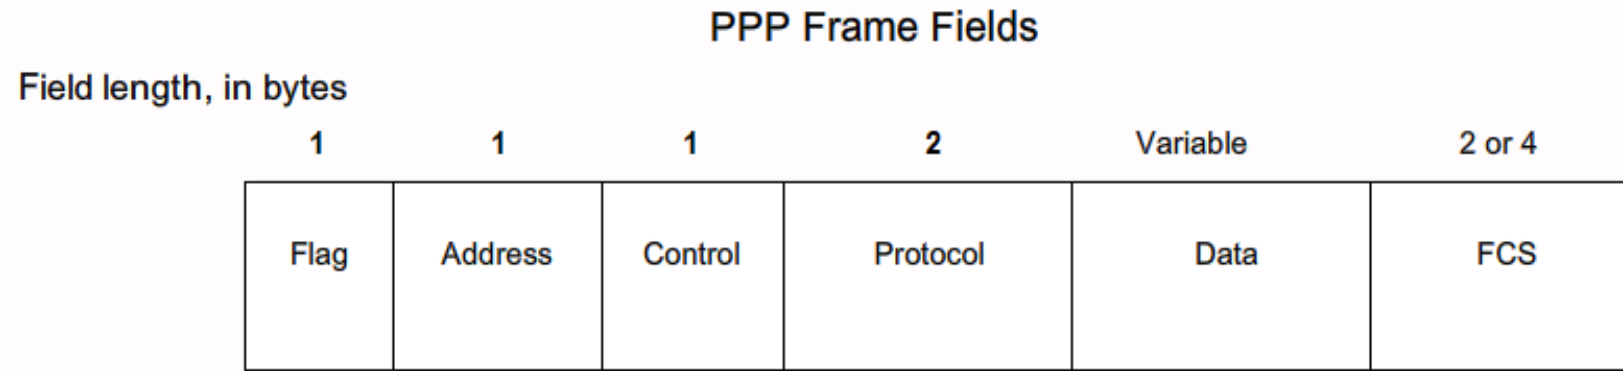 PPP Frame Fields
Field length, in bytes
1 1 1 2 Variable 2 or 4
Flag Address Control Protocol Data FCS